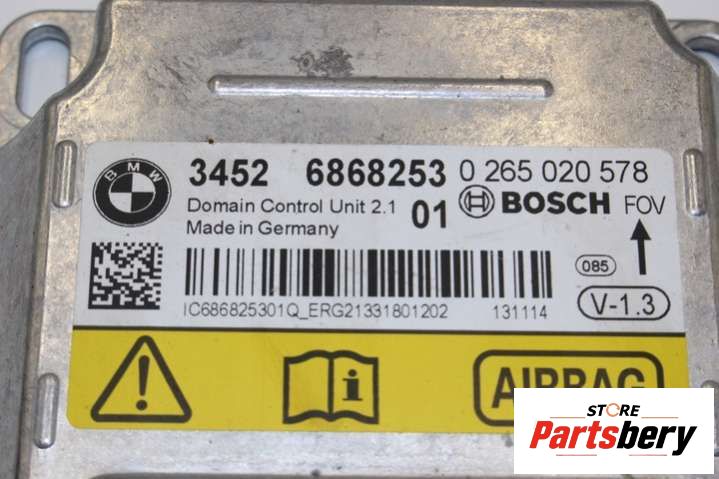 BMW
3452 6868253 0 265 020 578
Domain Control Unit 2.1 01 BOSCH FOV
Made in Germany
085
V-1.3
IC686825301Q_ERG21331801202 131114
AIRBAG
STORE
Partsbery